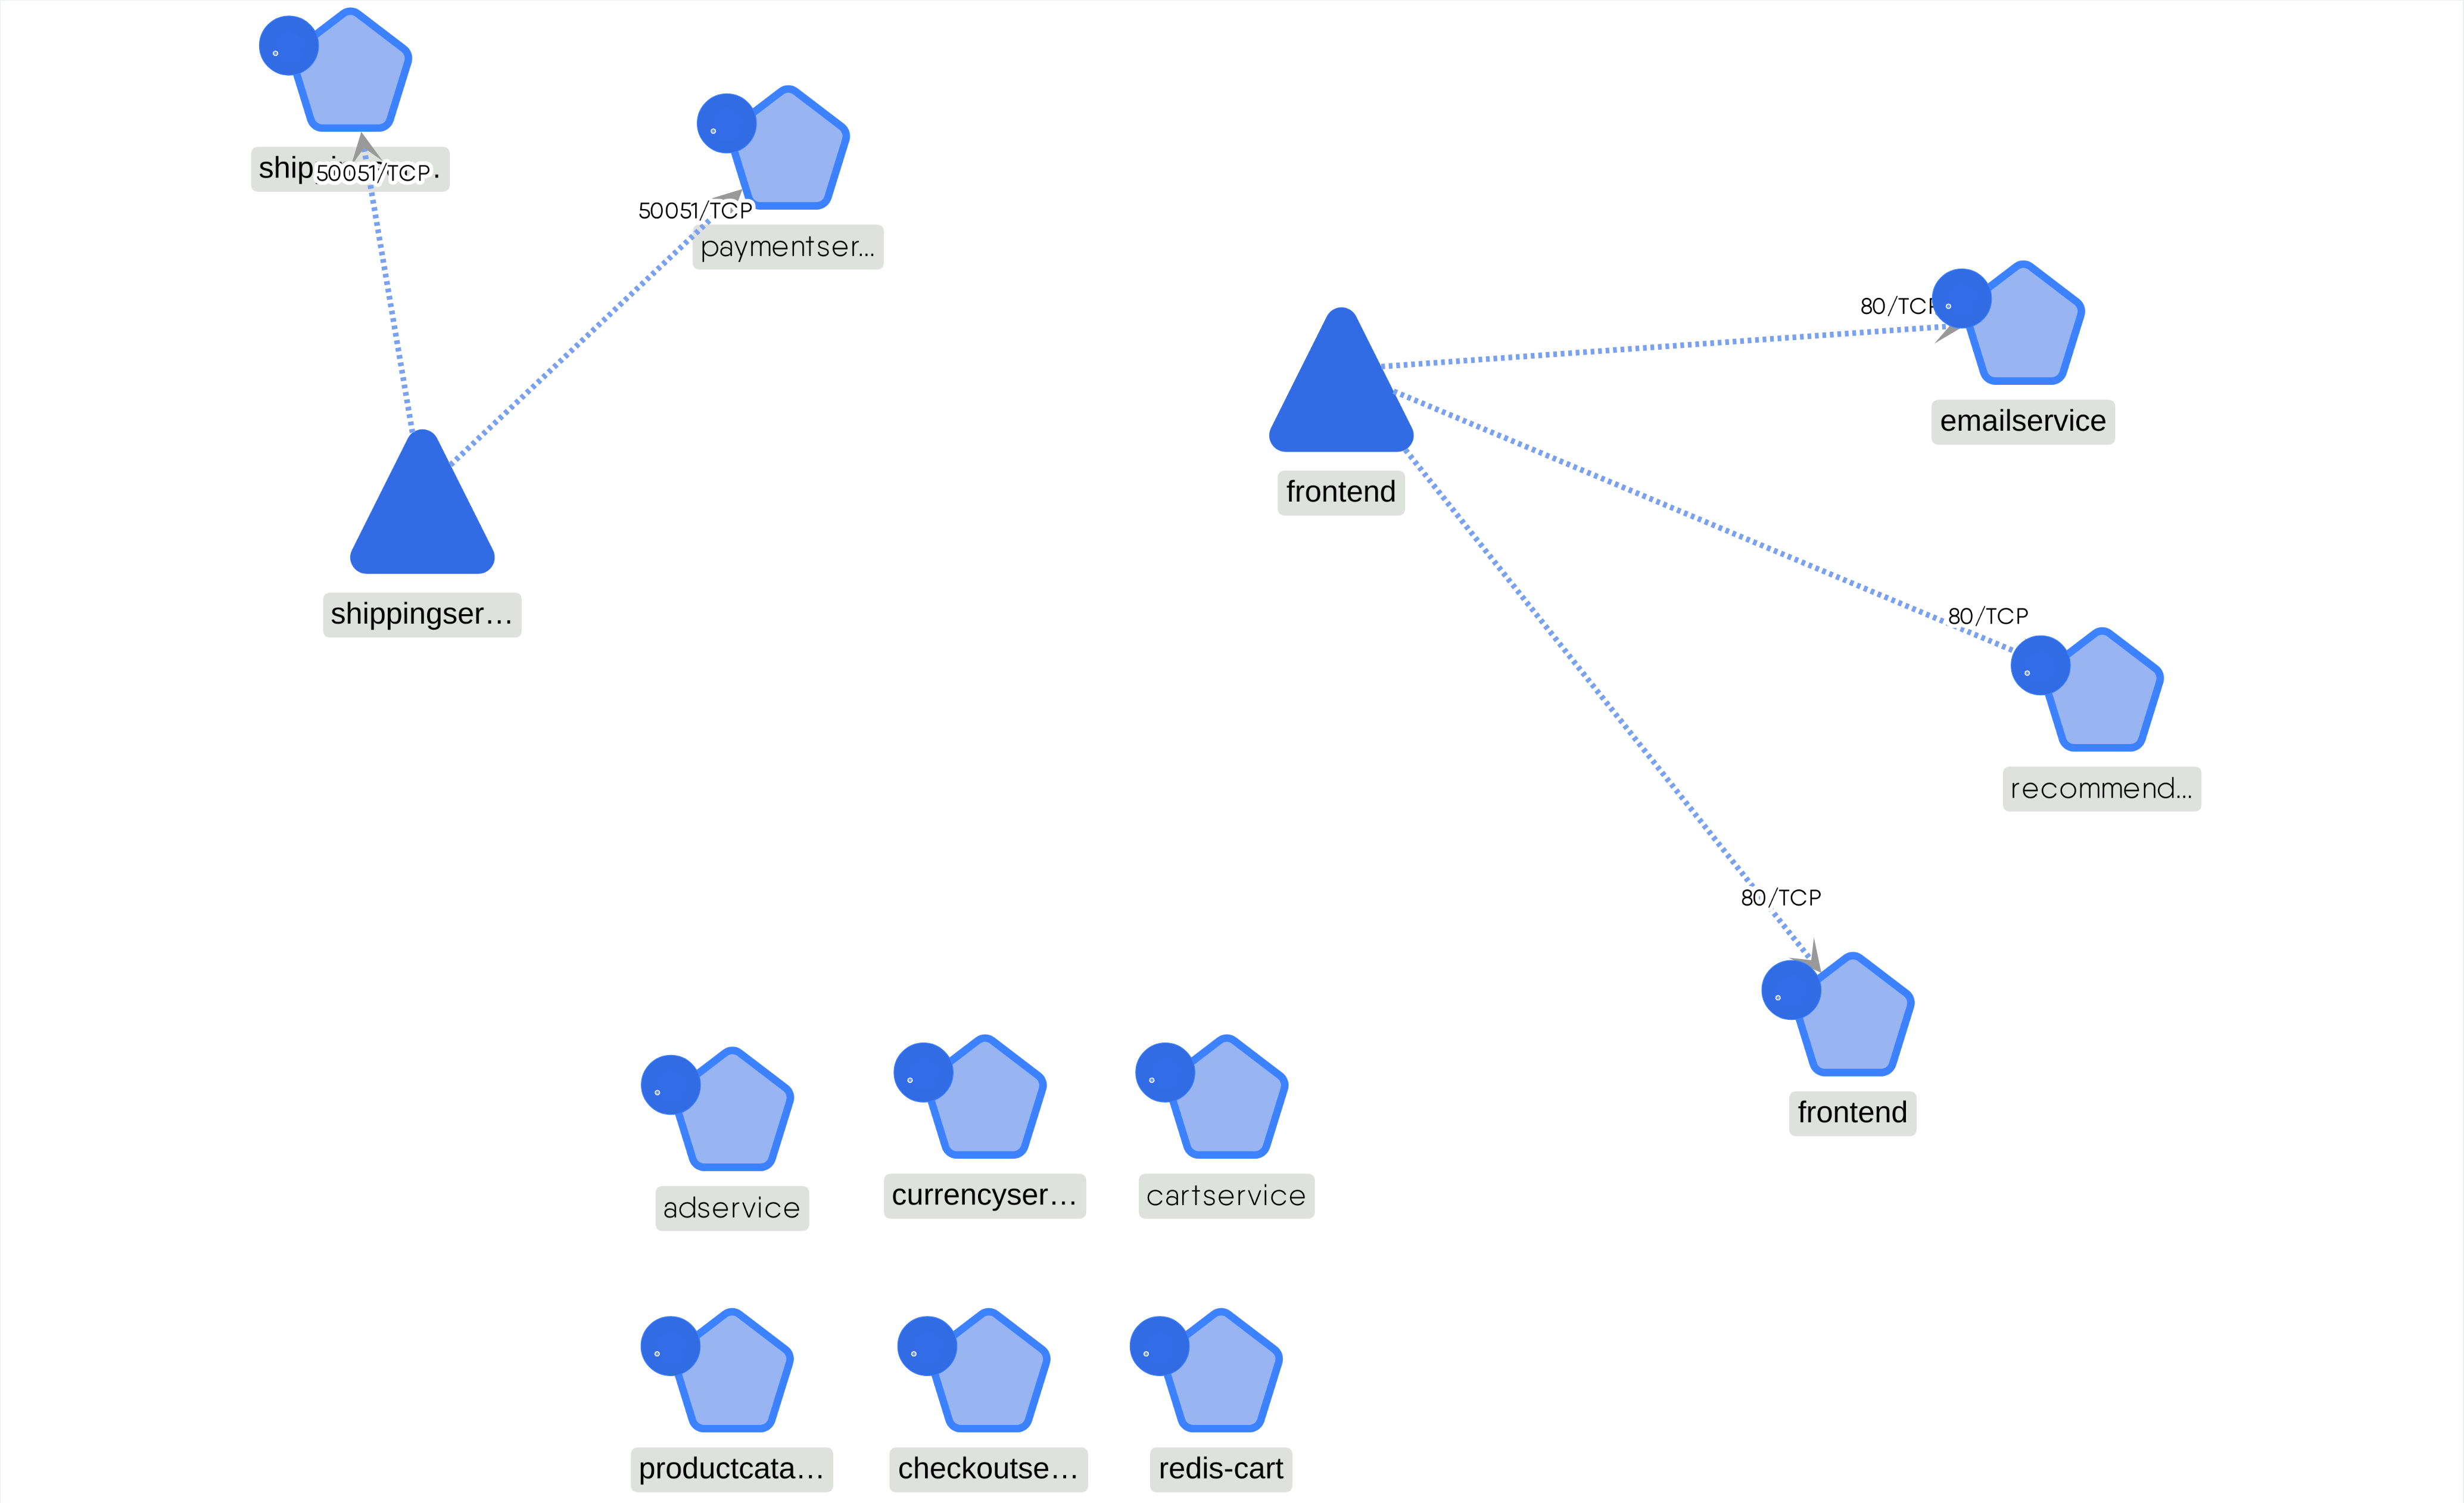 50051/TCP
50051/TCP
paymentser...
80/TCP
emailservice
frontend
shippingser...
80/TCP
recommend...
80/TCP
frontend
adservice
currencyser...
cartservice
productcata...
checkoutse...
redis-cart